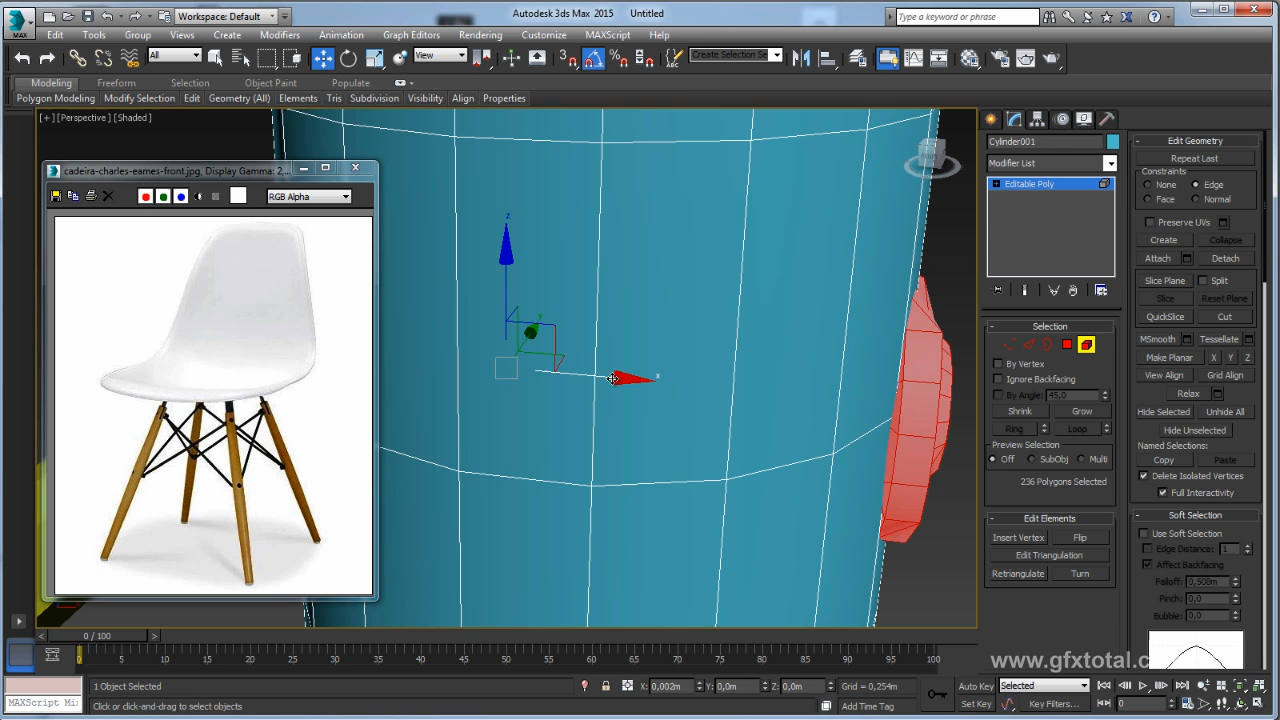 Workspace: Default
Autodesk 3ds Max 2015 Untitled
Type a keyword or phrase
MAX
Edit Tools Group Views Create Modifiers Animation Graph Editors Rendering Customize MAXScript Help
All
View
Create Selection Se
Modeling Freeform Selection Object Paint Populate
Polygon Modeling Modify Selection Edit Geometry (All) Elements Tris Subdivision Visibility Align Properties
[+] [Perspective] [Shaded]
cadeira-charles-eames-front.jpg, Display Gamma: 2,...
RGB Alpha
z
y
x
Cylinder001
Modifier List
Editable Poly
Selection
By Vertex
Ignore Backfacing
By Angle: 45,0
Shrink Grow
Ring Loop
Preview Selection
Off SubObj Multi
236 Polygons Selected
Edit Elements
Insert Vertex Flip
Edit Triangulation
Retriangulate Turn
Edit Geometry
Repeat Last
Constraints
None Edge
Face Normal
Preserve UVs
Create Collapse
Attach Detach
Slice Plane Split
Slice Reset Plane
QuickSlice Cut
MSmooth Tessellate
Make Planar X Y Z
View Align Grid Align
Relax
Hide Selected Unhide All
Hide Unselected
Named Selections:
Copy Paste
Delete Isolated Vertices
Full Interactivity
Soft Selection
Use Soft Selection
Edge Distance: 1
Affect Backfacing
Falloff: 0,508m
Pinch: 0,0
Bubble: 0,0
0 / 100
0 5 10 15 20 25 30 35 40 45 50 55 60 65 70 75 80 85 90 95 100
www.gfxtotal.c
1 Object Selected
X: 0,002m Y: 0,0m Z: 0,0m Grid = 0,254m
Auto Key Selected
MAXScript Mi
Click or click-and-drag to select objects
Add Time Tag
Set Key Key Filters...
0